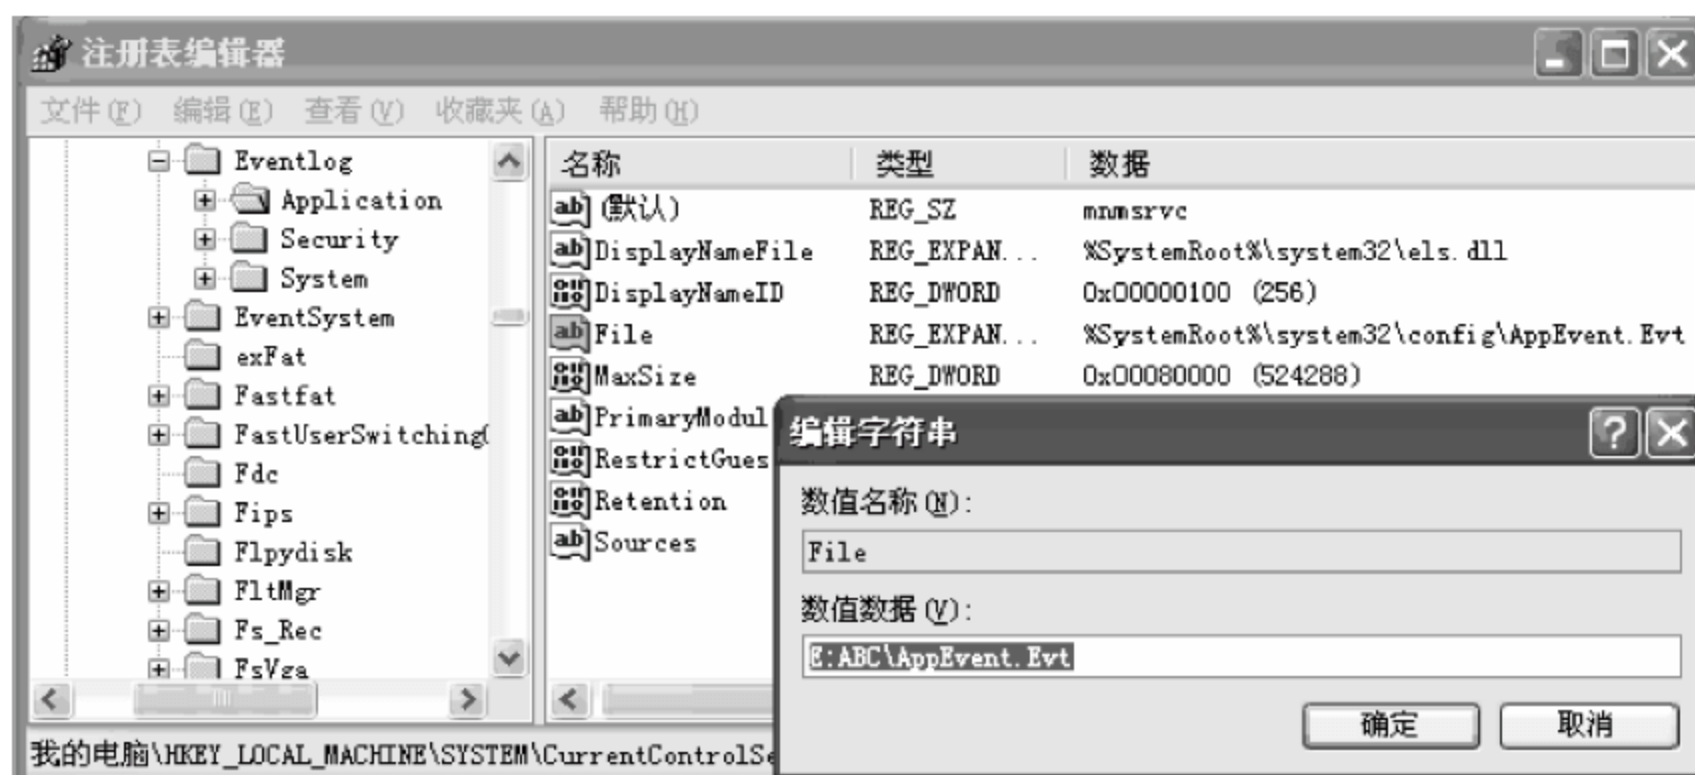 注册表编辑器
文件(F) 编辑(E) 查看(V) 收藏夹(A) 帮助(H)
Eventlog
Application
Security
System
EventSystem
exFat
Fastfat
FastUserSwitching
Fdc
Fips
Flpydisk
FltMgr
Fs_Rec
FsVga
名称 类型 数据
(默认) REG_SZ mnmsrvc
DisplayNameFile REG_EXPAN... %SystemRoot%\system32\els.dll
DisplayNameID REG_DWORD 0x00000100 (256)
File REG_EXPAN... %SystemRoot%\system32\config\AppEvent.Evt
MaxSize REG_DWORD 0x00080000 (524288)
PrimaryModul
RestrictGues
Retention
Sources
编辑字符串
数值名称(N):
File
数值数据(V):
E:ABC\AppEvent.Evt
确定 取消
我的电脑\HKEY_LOCAL_MACHINE\SYSTEM\CurrentControlSe